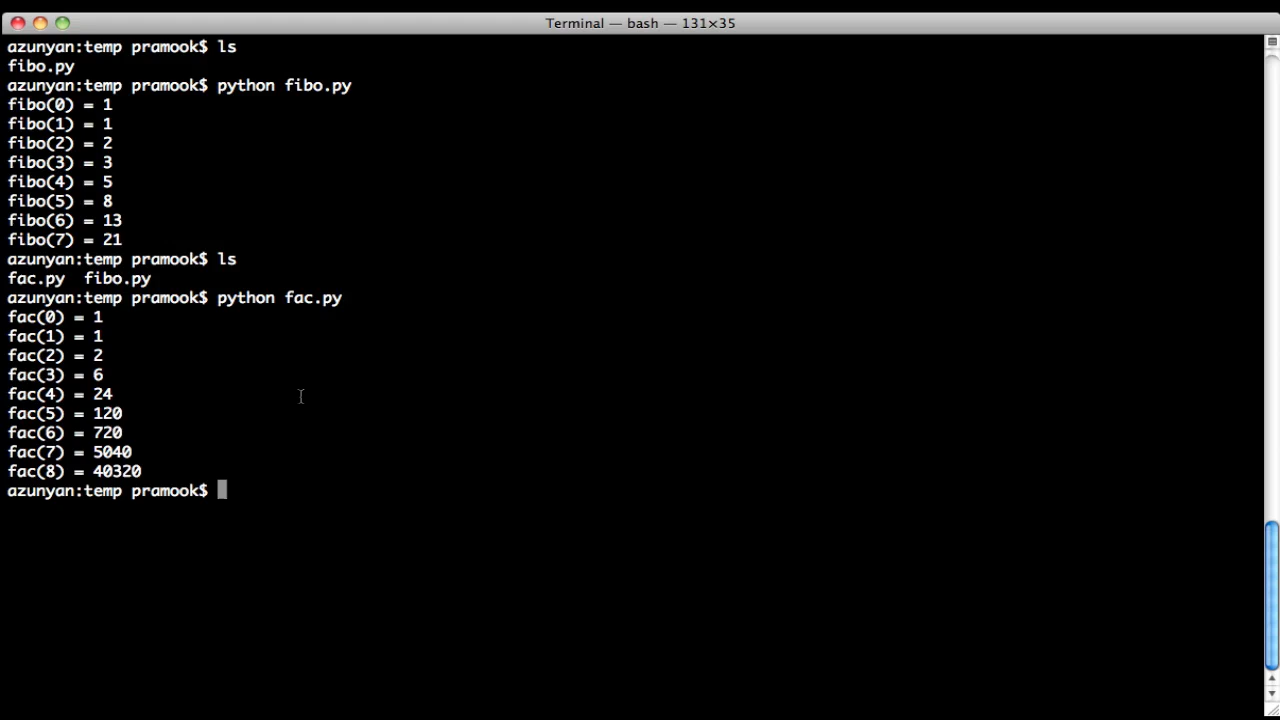 Terminal — bash — 131×35
azunyan:temp pramook$ ls
fibo.py
azunyan:temp pramook$ python fibo.py
fibo(0) = 1
fibo(1) = 1
fibo(2) = 2
fibo(3) = 3
fibo(4) = 5
fibo(5) = 8
fibo(6) = 13
fibo(7) = 21
azunyan:temp pramook$ ls
fac.py  fibo.py
azunyan:temp pramook$ python fac.py
fac(0) = 1
fac(1) = 1
fac(2) = 2
fac(3) = 6
fac(4) = 24
fac(5) = 120
fac(6) = 720
fac(7) = 5040
fac(8) = 40320
azunyan:temp pramook$